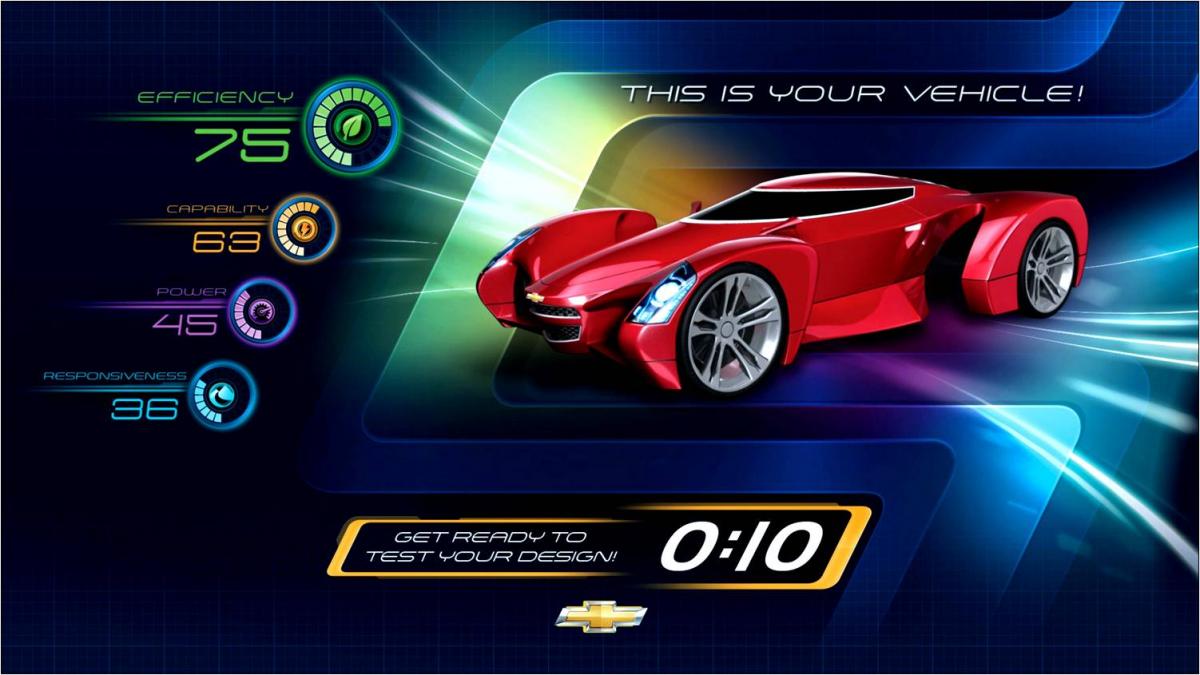 THIS IS YOUR VEHICLE!
EFFICIENCY
75
CAPABILITY
63
POWER
45
RESPONSIVENESS
36
GET READY TO
TEST YOUR DESIGN!
0:10